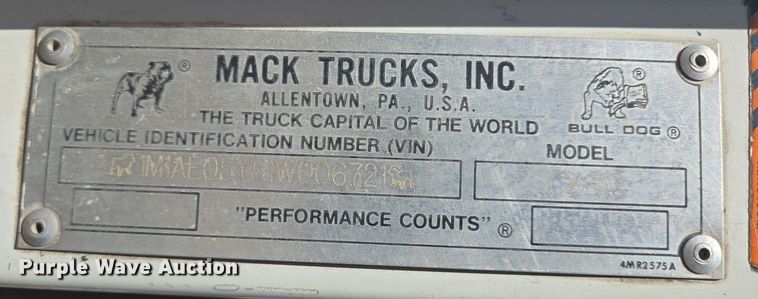 MACK TRUCKS, INC.
ALLENTOWN, PA., U.S.A.
THE TRUCK CAPITAL OF THE WORLD
BULL DOG ®
VEHICLE IDENTIFICATION NUMBER (VIN)
MODEL
"PERFORMANCE COUNTS" ®
4MR2575A
Purple Wave Auction